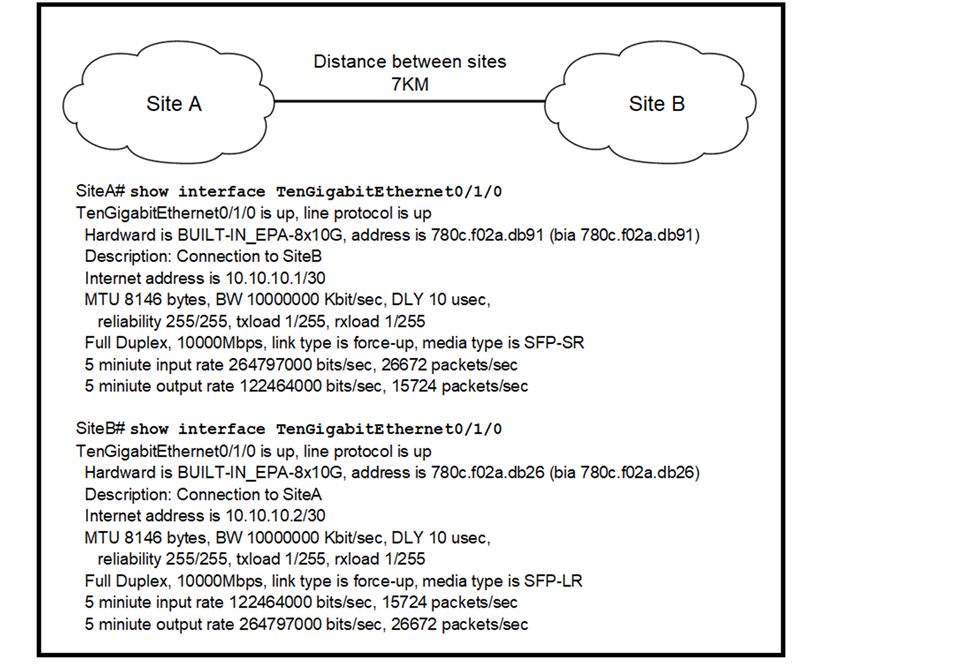 Distance between sites
7KM
Site A
Site B
SiteA# show interface TenGigabitEthernet0/1/0
TenGigabitEthernet0/1/0 is up, line protocol is up
Hardward is BUILT-IN_EPA-8x10G, address is 780c.f02a.db91 (bia 780c.f02a.db91)
Description: Connection to SiteB
Internet address is 10.10.10.1/30
MTU 8146 bytes, BW 10000000 Kbit/sec, DLY 10 usec,
reliability 255/255, txload 1/255, rxload 1/255
Full Duplex, 10000Mbps, link type is force-up, media type is SFP-SR
5 miniute input rate 264797000 bits/sec, 26672 packets/sec
5 miniute output rate 122464000 bits/sec, 15724 packets/sec
SiteB# show interface TenGigabitEthernet0/1/0
TenGigabitEthernet0/1/0 is up, line protocol is up
Hardward is BUILT-IN_EPA-8x10G, address is 780c.f02a.db26 (bia 780c.f02a.db26)
Description: Connection to SiteA
Internet address is 10.10.10.2/30
MTU 8146 bytes, BW 10000000 Kbit/sec, DLY 10 usec,
reliability 255/255, txload 1/255, rxload 1/255
Full Duplex, 10000Mbps, link type is force-up, media type is SFP-LR
5 miniute input rate 122464000 bits/sec, 15724 packets/sec
5 miniute output rate 264797000 bits/sec, 26672 packets/sec